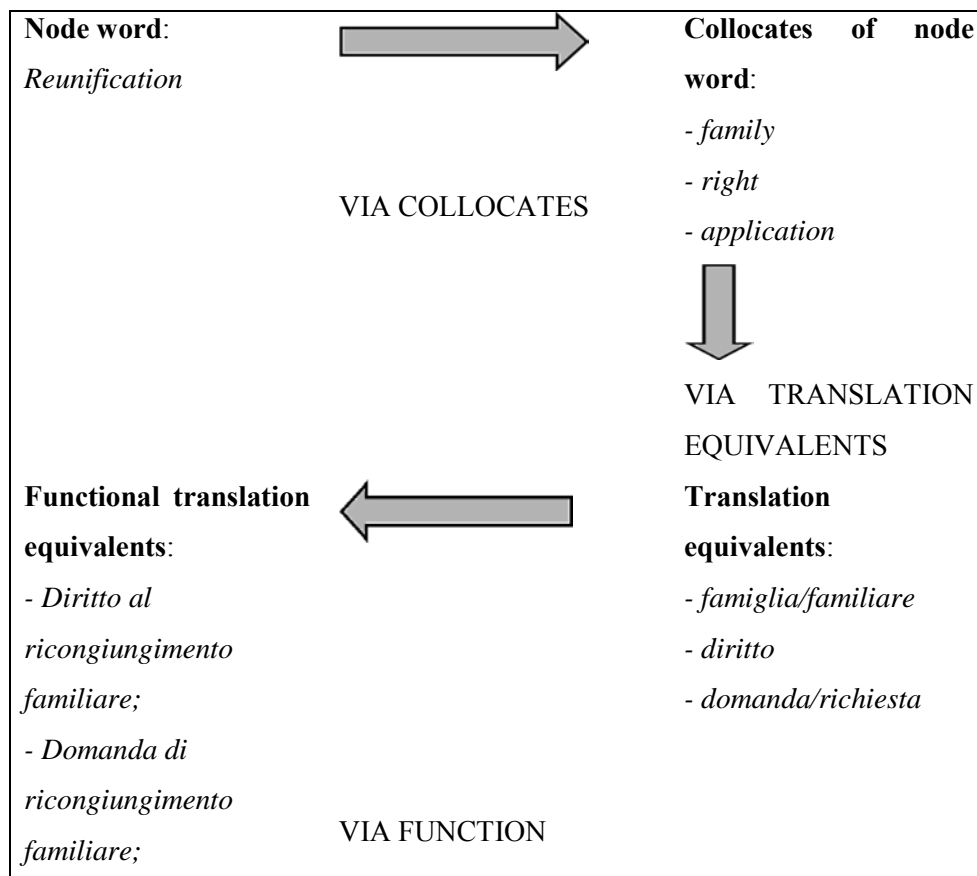 Node word:
Reunification
Collocates of node
word:
- family
- right
- application
VIA COLLOCATES
VIA TRANSLATION
EQUIVALENTS
Functional translation
equivalents:
- Diritto al
ricongiungimento
familiare;
- Domanda di
ricongiungimento
familiare;
Translation
equivalents:
- famiglia/familiare
- diritto
- domanda/richiesta
VIA FUNCTION